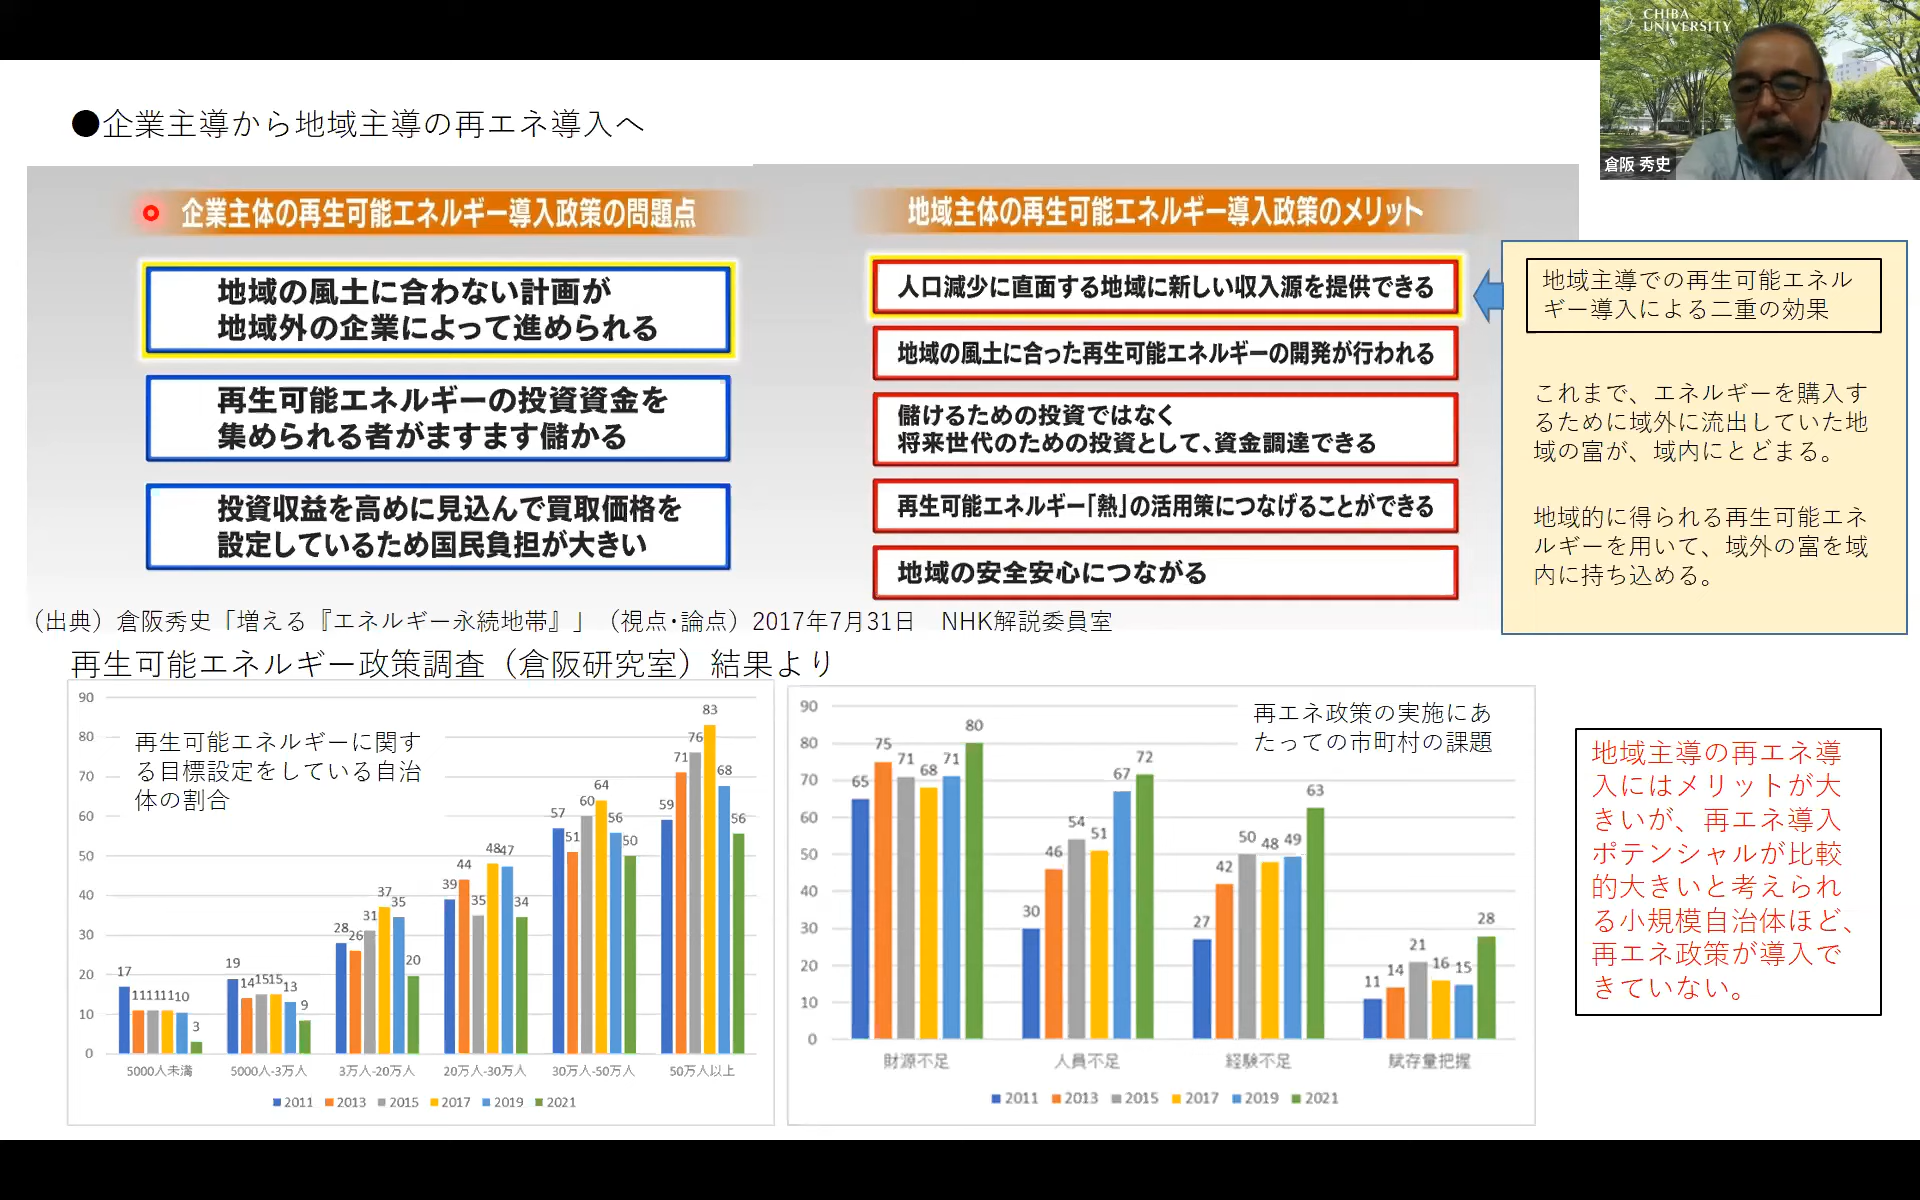 CHIBA
UNIVERSITY
倉阪 秀史
●企業主導から地域主導の再エネ導入へ
企業主体の再生可能エネルギー導入政策の問題点
地域の風土に合わない計画が
地域外の企業によって進められる
再生可能エネルギーの投資資金を
集められる者がますます儲かる
投資収益を高めに見込んで買取価格を
設定しているため国民負担が大きい
地域主体の再生可能エネルギー導入政策のメリット
人口減少に直面する地域に新しい収入源を提供できる
地域の風土に合った再生可能エネルギーの開発が行われる
儲けるための投資ではなく
将来世代のための投資として、資金調達できる
再生可能エネルギー「熱」の活用策につなげることができる
地域の安全安心につながる
地域主導での再生可能エネル
ギー導入による二重の効果
これまで、エネルギーを購入す
るために域外に流出していた地
域の富が、域内にとどまる。
地域的に得られる再生可能エネ
ルギーを用いて、域外の富を域
内に持ち込める。
（出典）倉阪秀史「増える『エネルギー永続地帯』」（視点・論点）2017年7月31日　NHK解説委員室
再生可能エネルギー政策調査（倉阪研究室）結果より
再生可能エネルギーに関す
る目標設定をしている自治
体の割合
90
80
70
60
50
40
30
20
10
0
17 11 11 11 10 3
19 14 15 15 13 9
28 26 31 37 35 20
39 44 35 48 47 34
57 51 60 64 56 50
59 71 76 83 68 56
5000人未満 5000人-3万人 3万人-20万人 20万人-30万人 30万人-50万人 50万人以上
2011 2013 2015 2017 2019 2021
再エネ政策の実施にあ
たっての市町村の課題
90
80
70
60
50
40
30
20
10
0
65 75 71 68 71 80
30 46 54 51 67 72
27 42 50 48 49 63
11 14 21 16 15 28
財源不足 人員不足 経験不足 賦存量把握
2011 2013 2015 2017 2019 2021
地域主導の再エネ導
入にはメリットが大
きいが、再エネ導入
ポテンシャルが比較
的大きいと考えられ
る小規模自治体ほど、
再エネ政策が導入で
きていない。